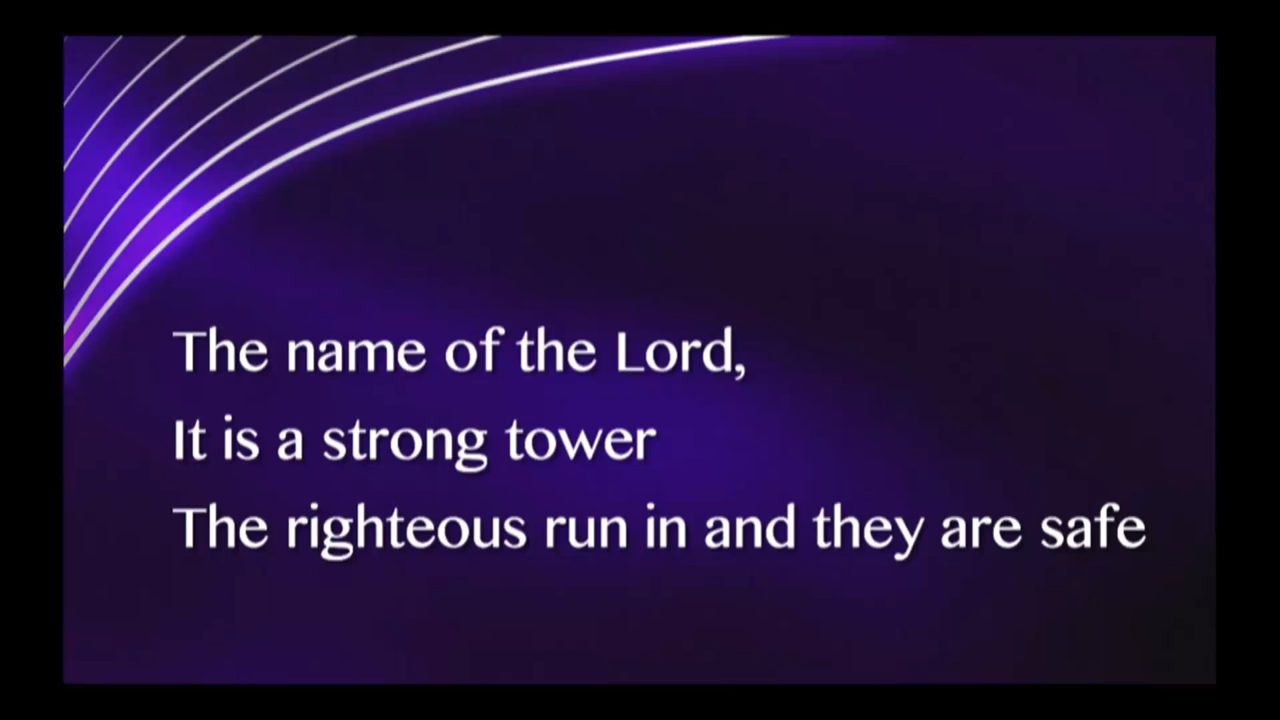 The name of the Lord,
It is a strong tower
The righteous run in and they are safe